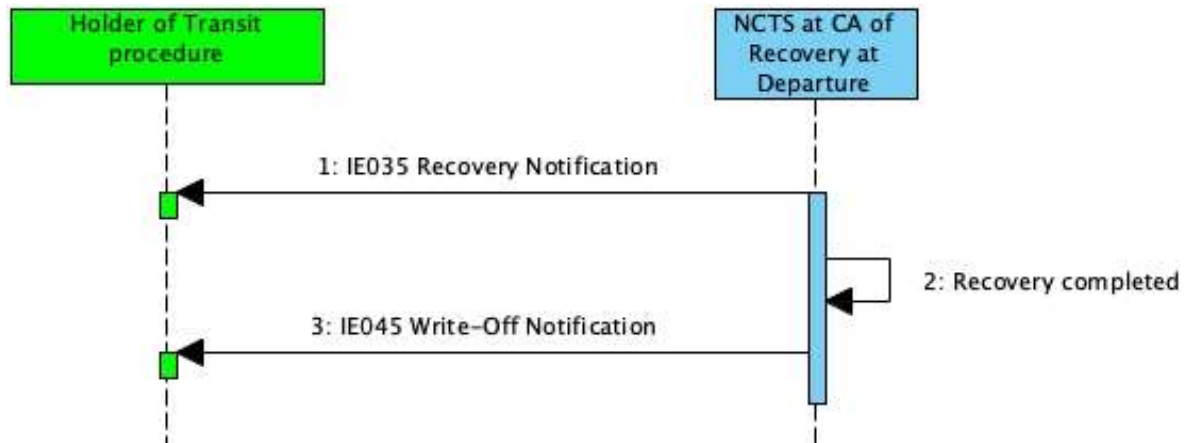 Holder of Transit
procedure
NCTS at CA of
Recovery at
Departure
1: IE035 Recovery Notification
2: Recovery completed
3: IE045 Write-Off Notification